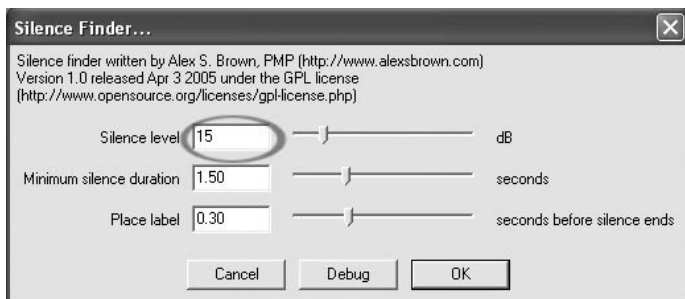 Silence Finder...
Silence finder written by Alex S. Brown, PMP (http://www.alexsbrown.com)
Version 1.0 released Apr 3 2005 under the GPL license
(http://www.opensource.org/licenses/gpl-license.php)
Silence level 15 dB
Minimum silence duration 1.50 seconds
Place label 0.30 seconds before silence ends
Cancel Debug OK